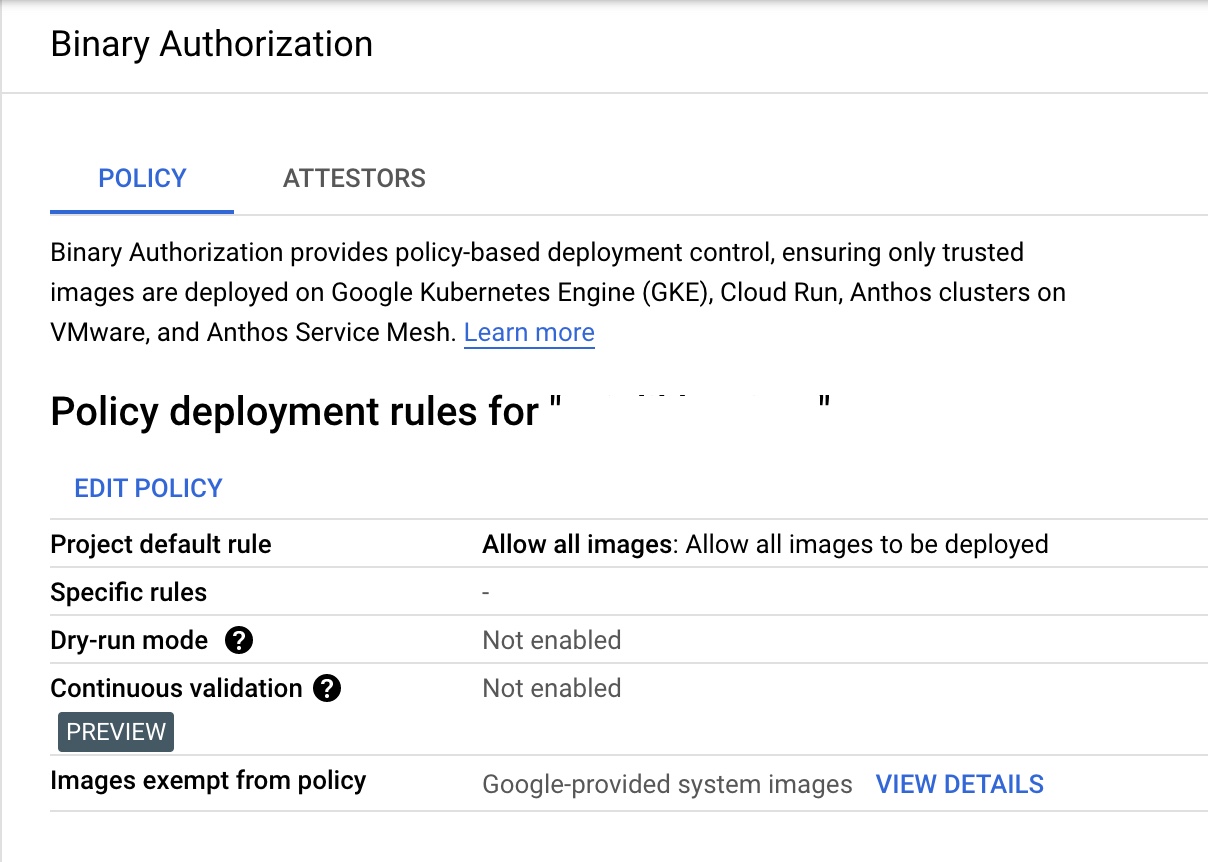 Binary Authorization
POLICY ATTESTORS
Binary Authorization provides policy-based deployment control, ensuring only trusted
images are deployed on Google Kubernetes Engine (GKE), Cloud Run, Anthos clusters on
VMware, and Anthos Service Mesh. Learn more
Policy deployment rules for " "
EDIT POLICY
Project default rule Allow all images: Allow all images to be deployed
Specific rules -
Dry-run mode ? Not enabled
Continuous validation ? Not enabled
PREVIEW
Images exempt from policy Google-provided system images VIEW DETAILS